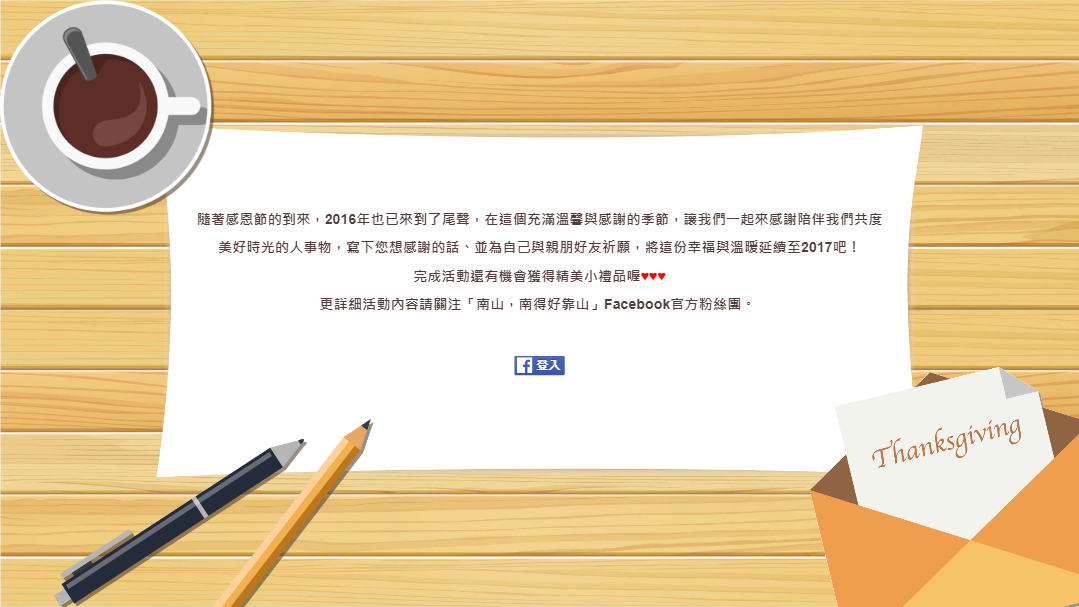 隨著感恩節的到來，2016年也已來到了尾聲，在這個充滿溫馨與感謝的季節，讓我們一起來感謝陪伴我們共度
美好時光的人事物，寫下您想感謝的話、並為自己與親朋好友祈願，將這份幸福與溫暖延續至2017吧！
完成活動還有機會獲得精美小禮品喔♥♥♥
更詳細活動內容請關注「南山，南得好靠山」Facebook官方粉絲團。
f 登入
Thanksgiving